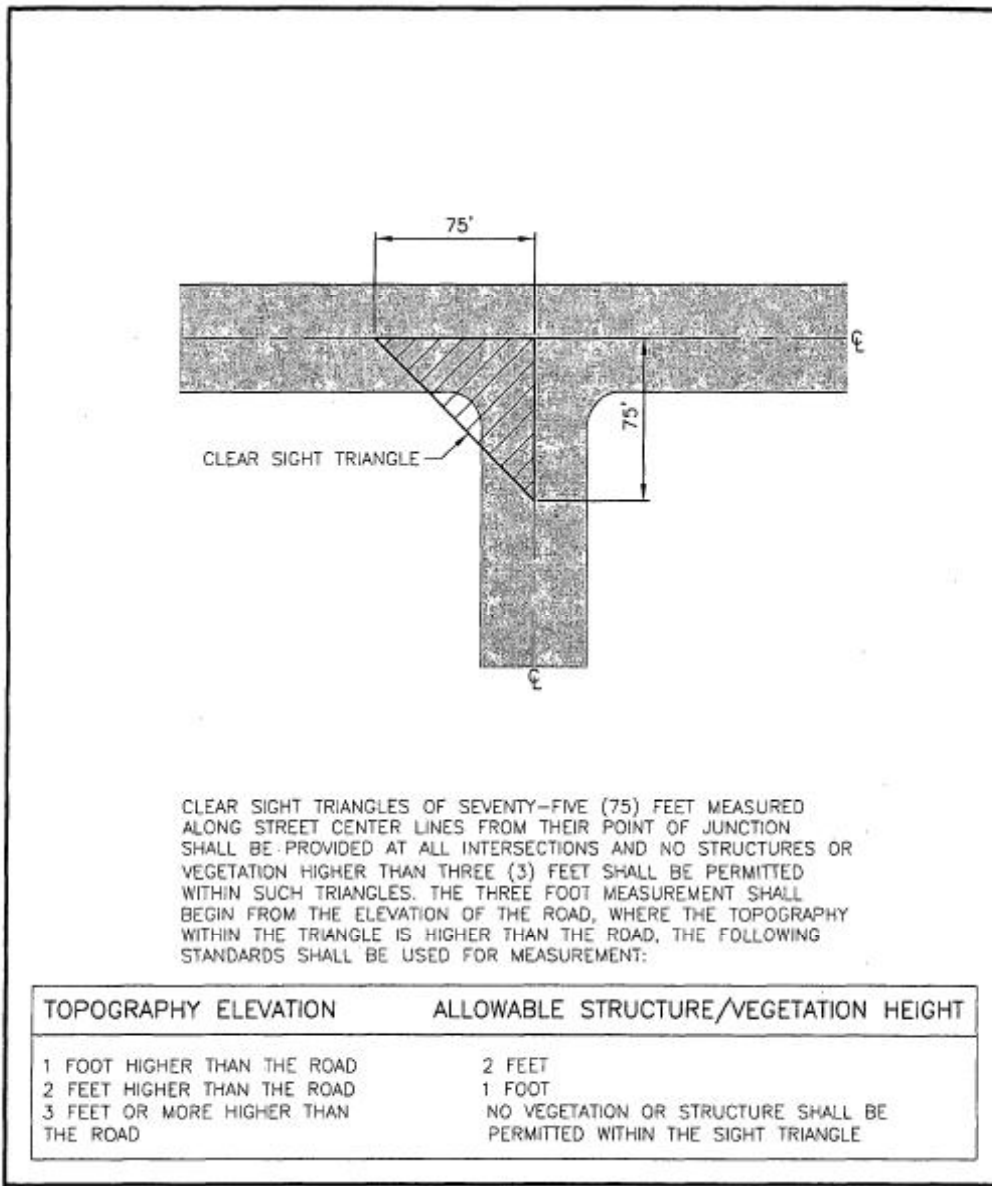 75'
℄
75'
CLEAR SIGHT TRIANGLE
℄
CLEAR SIGHT TRIANGLES OF SEVENTY-FIVE (75) FEET MEASURED
ALONG STREET CENTER LINES FROM THEIR POINT OF JUNCTION
SHALL BE PROVIDED AT ALL INTERSECTIONS AND NO STRUCTURES OR
VEGETATION HIGHER THAN THREE (3) FEET SHALL BE PERMITTED
WITHIN SUCH TRIANGLES. THE THREE FOOT MEASUREMENT SHALL
BEGIN FROM THE ELEVATION OF THE ROAD, WHERE THE TOPOGRAPHY
WITHIN THE TRIANGLE IS HIGHER THAN THE ROAD, THE FOLLOWING
STANDARDS SHALL BE USED FOR MEASUREMENT:
TOPOGRAPHY ELEVATION ALLOWABLE STRUCTURE/VEGETATION HEIGHT
1 FOOT HIGHER THAN THE ROAD 2 FEET
2 FEET HIGHER THAN THE ROAD 1 FOOT
3 FEET OR MORE HIGHER THAN NO VEGETATION OR STRUCTURE SHALL BE
THE ROAD PERMITTED WITHIN THE SIGHT TRIANGLE